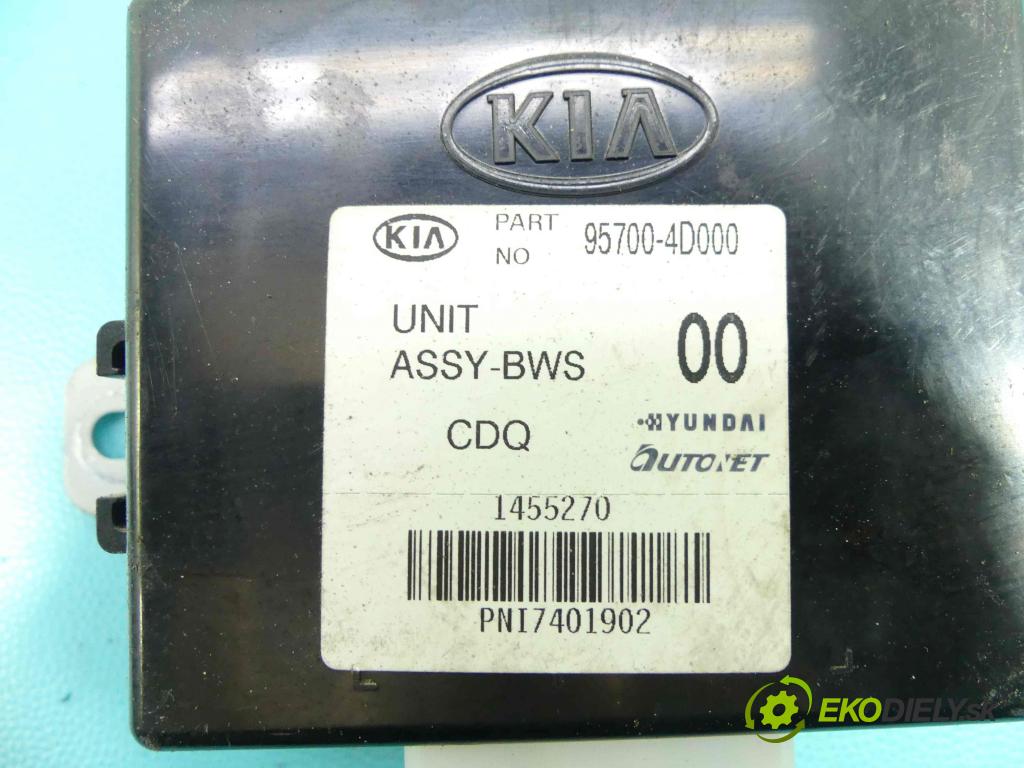 KIA
KIA
PART NO 95700-4D000
UNIT ASSY-BWS
00
CDQ
HYUNDAI
AUTONET
1455270
PNI7401902
EKODIELY.sk